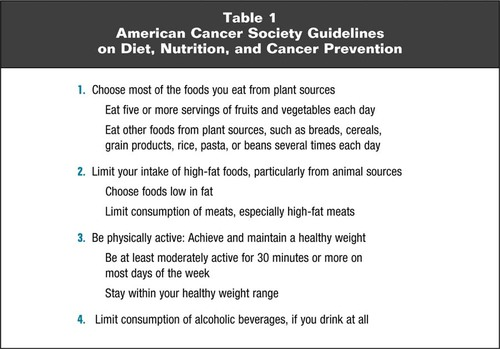 Table 1
American Cancer Society Guidelines
on Diet, Nutrition, and Cancer Prevention
1. Choose most of the foods you eat from plant sources
Eat five or more servings of fruits and vegetables each day
Eat other foods from plant sources, such as breads, cereals,
grain products, rice, pasta, or beans several times each day
2. Limit your intake of high-fat foods, particularly from animal sources
Choose foods low in fat
Limit consumption of meats, especially high-fat meats
3. Be physically active: Achieve and maintain a healthy weight
Be at least moderately active for 30 minutes or more on
most days of the week
Stay within your healthy weight range
4. Limit consumption of alcoholic beverages, if you drink at all